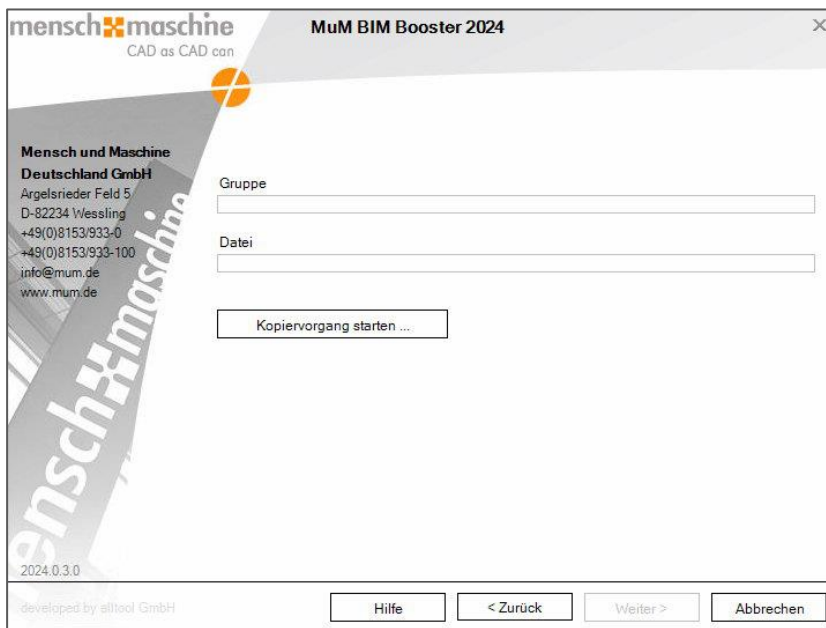 mensch maschine
CAD as CAD can
MuM BIM Booster 2024
Mensch und Maschine
Deutschland GmbH
Argelsrieder Feld 5
D-82234 Wessling
+49(0)8153/933-0
+49(0)8153/933-100
info@mum.de
www.mum.de
Gruppe
Datei
Kopiervorgang starten ...
mensch maschine
2024.0.3.0
developed by elltool GmbH
Hilfe
< Zurück
Weiter >
Abbrechen